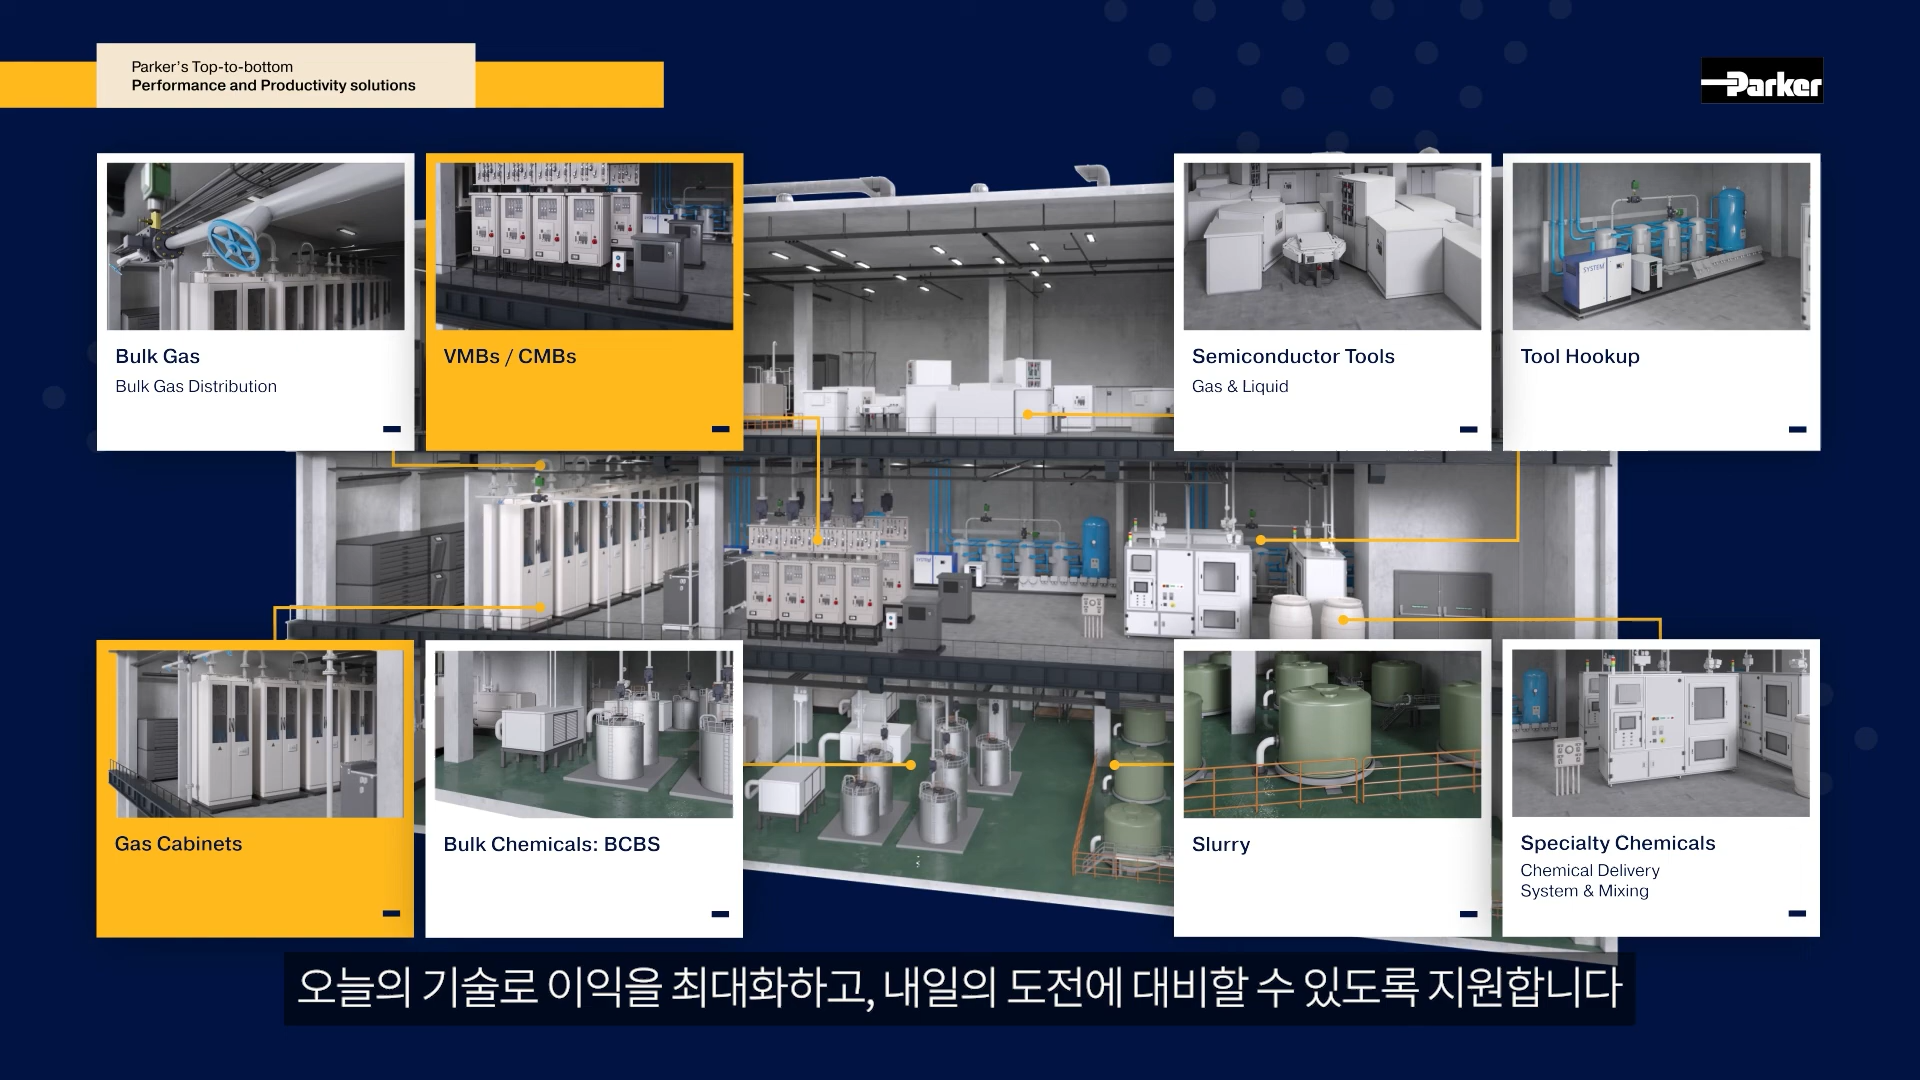 Parker's Top-to-bottom
Performance and Productivity solutions
Parker
Bulk Gas
Bulk Gas Distribution
VMBs / CMBs
Semiconductor Tools
Gas & Liquid
Tool Hookup
SYSTEM
Gas Cabinets
Bulk Chemicals: BCBS
Slurry
Specialty Chemicals
Chemical Delivery
System & Mixing
오늘의 기술로 이익을 최대화하고, 내일의 도전에 대비할 수 있도록 지원합니다